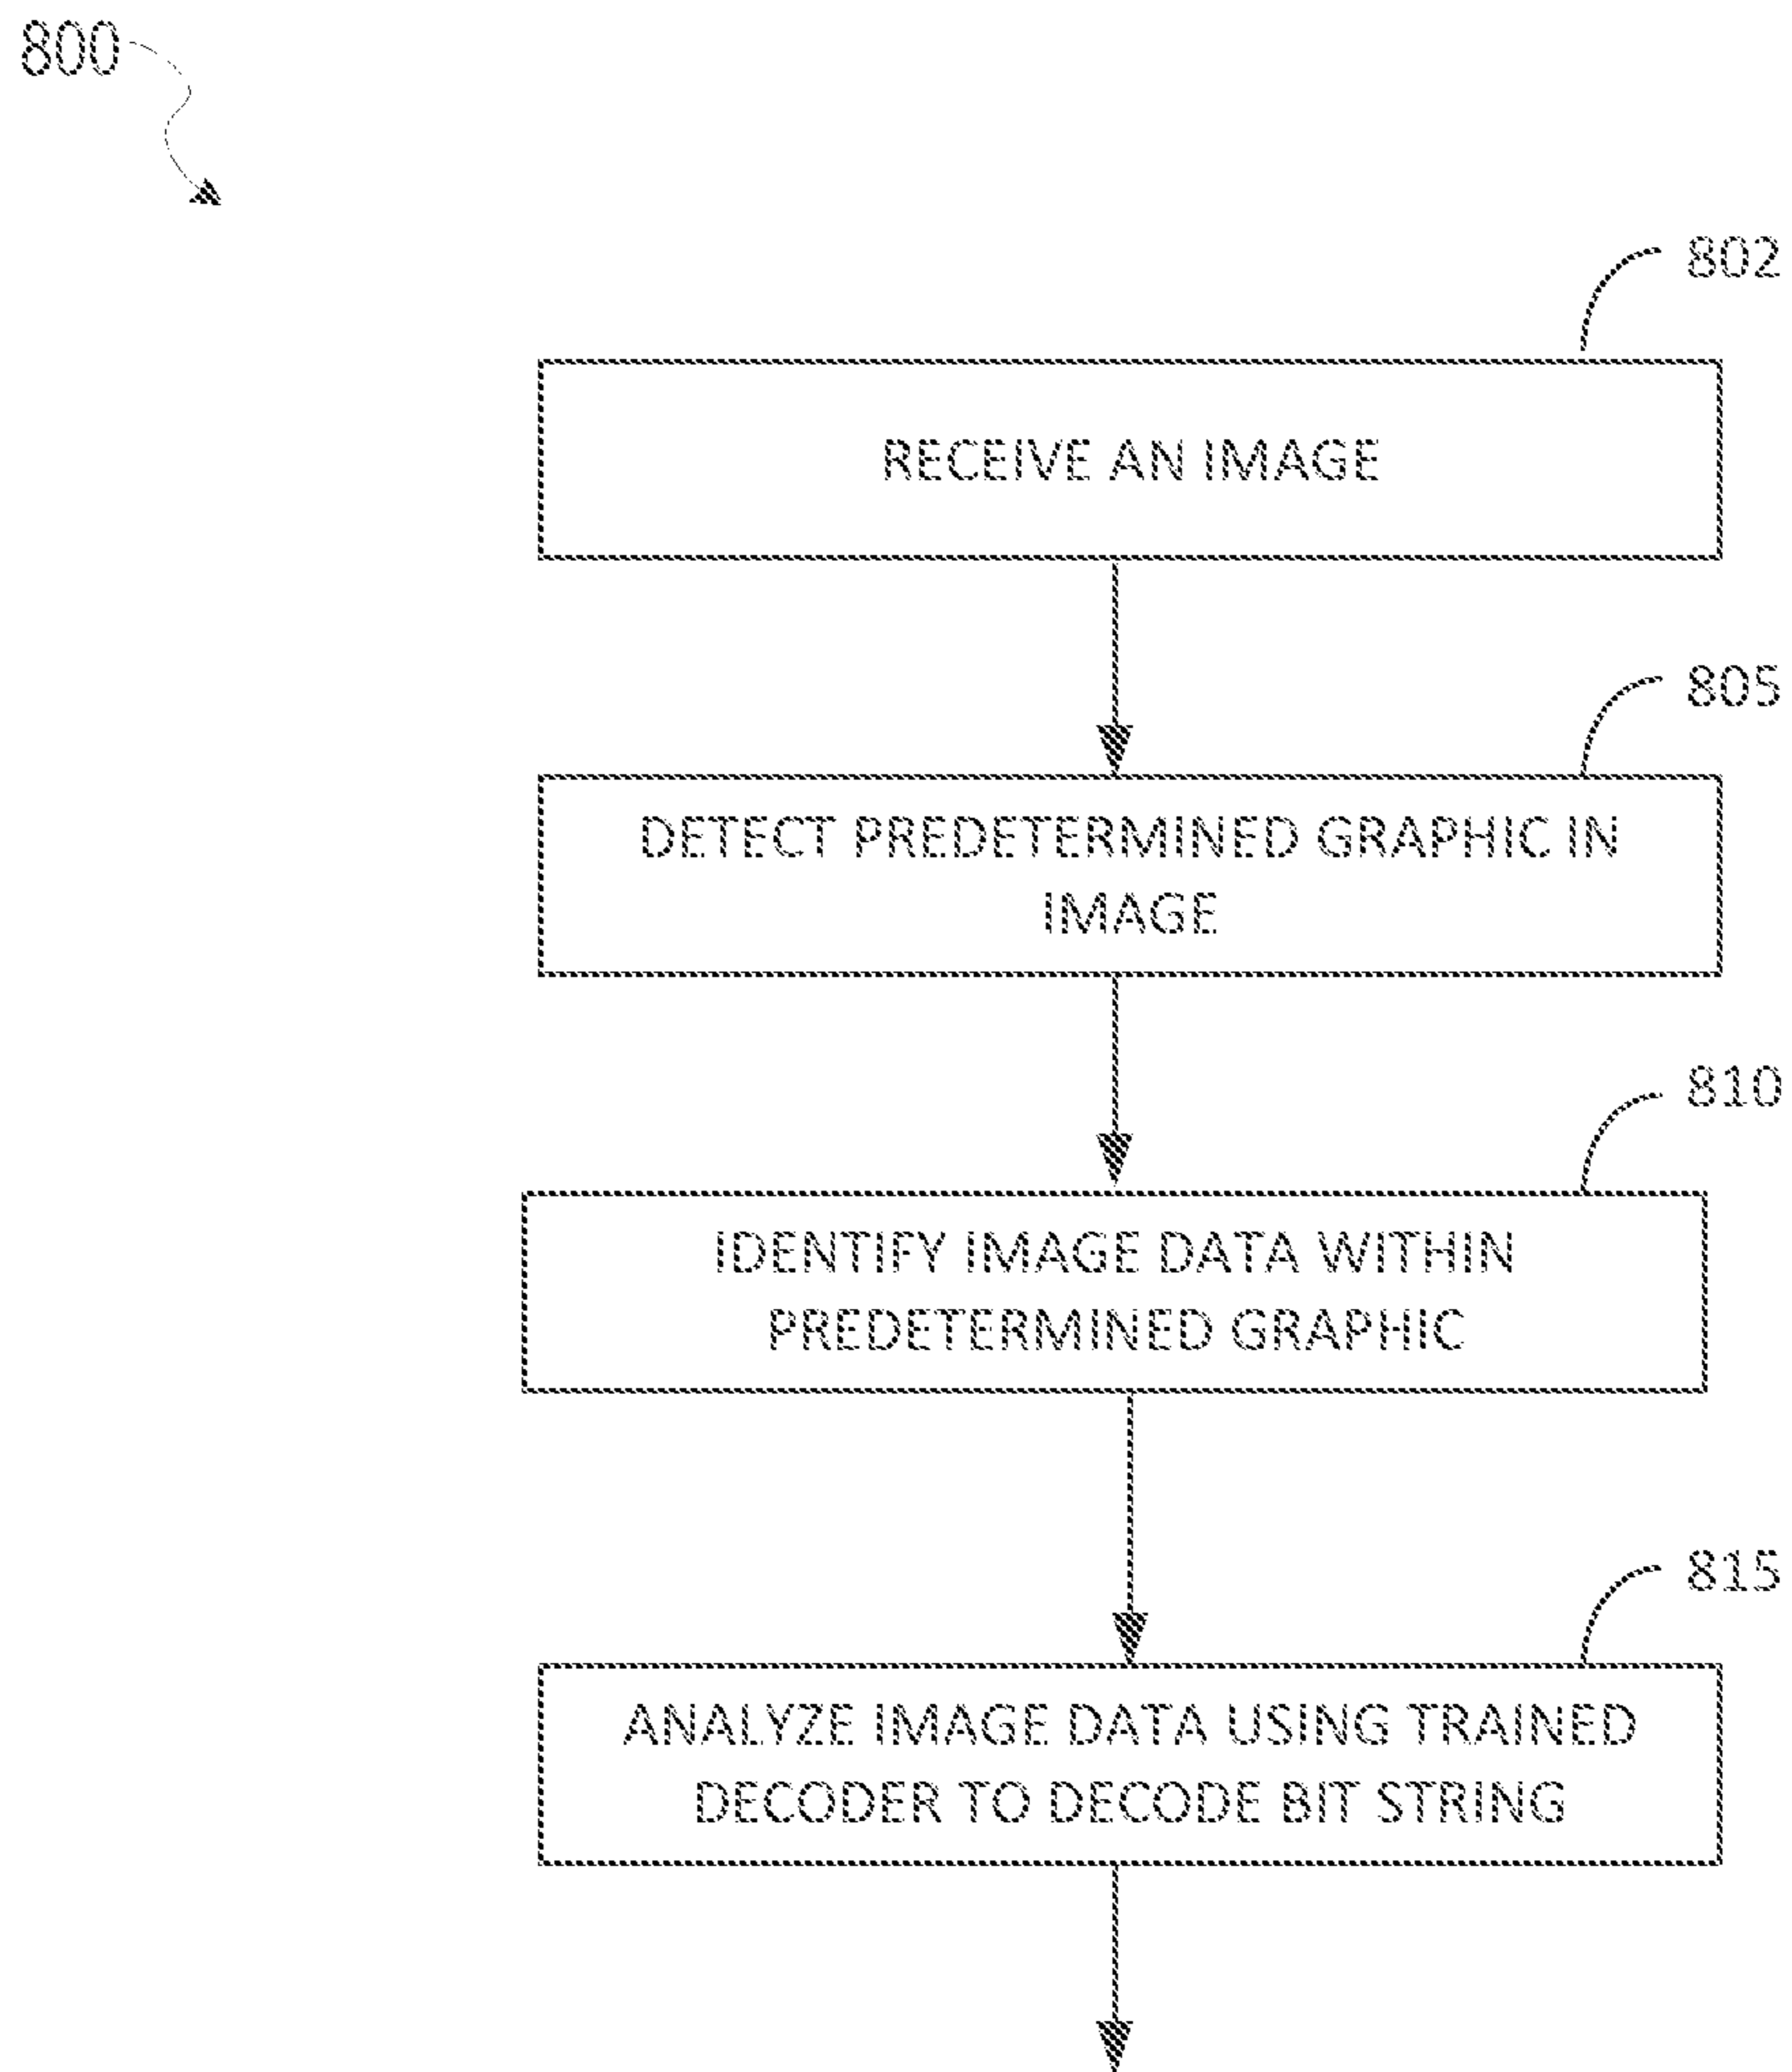 800
802
RECEIVE AN IMAGE
805
DETECT PREDETERMINED GRAPHIC IN
IMAGE
810
IDENTIFY IMAGE DATA WITHIN
PREDETERMINED GRAPHIC
815
ANALYZE IMAGE DATA USING TRAINED
DECODER TO DECODE BIT STRING